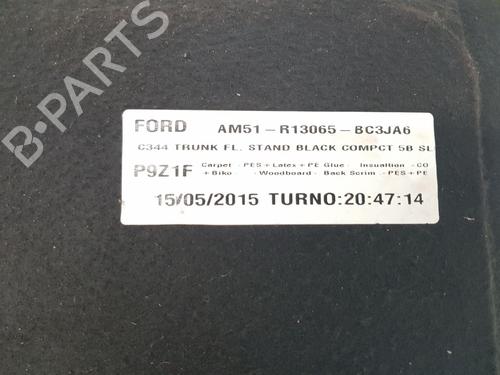 FORD AM51-R13065-BC3JA6
C344 TRUNK FL. STAND BLACK COMPCT 5B SL
P9Z1F Carpet -PES+Latex+PE Glue- Insualtion -CO
+Biko -Woodboard- Back Scrim -PES+PE
15/05/2015 TURNO:20:47:14
B-PARTS